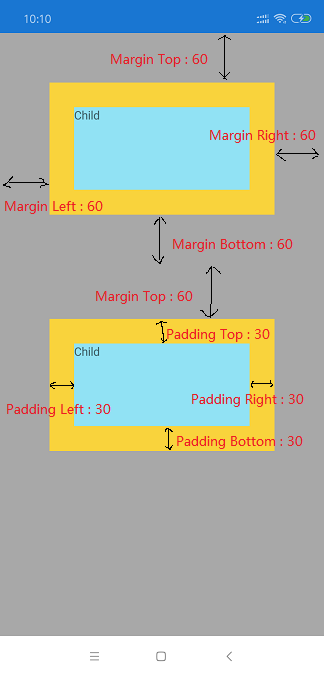 10:10
Margin Top : 60
Child
Margin Right : 60
Margin Left : 60
Margin Bottom : 60
Margin Top : 60
Padding Top : 30
Child
Padding Right : 30
Padding Left : 30
Padding Bottom : 30